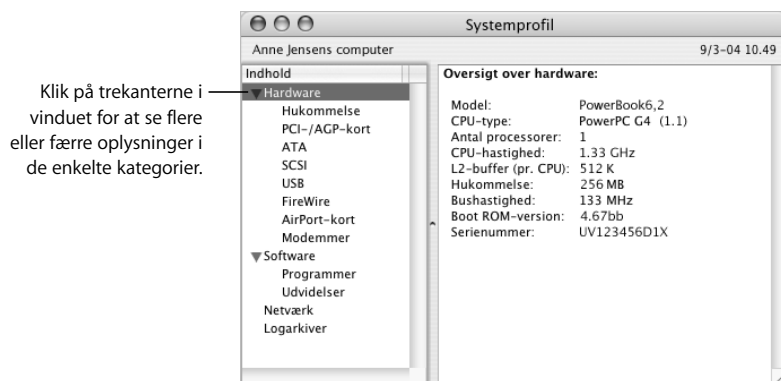 Systemprofil
Anne Jensens computer 9/3-04 10.49
Klik på trekanterne i
vinduet for at se flere
eller færre oplysninger i
de enkelte kategorier.
Indhold
Hardware
Hukommelse
PCI-/AGP-kort
ATA
SCSI
USB
FireWire
AirPort-kort
Modemmer
Software
Programmer
Udvidelser
Netværk
Logarkiver
Oversigt over hardware:
Model: PowerBook6,2
CPU-type: PowerPC G4 (1.1)
Antal processorer: 1
CPU-hastighed: 1.33 GHz
L2-buffer (pr. CPU): 512 K
Hukommelse: 256 MB
Bushastighed: 133 MHz
Boot ROM-version: 4.67bb
Serienummer: UV123456D1X